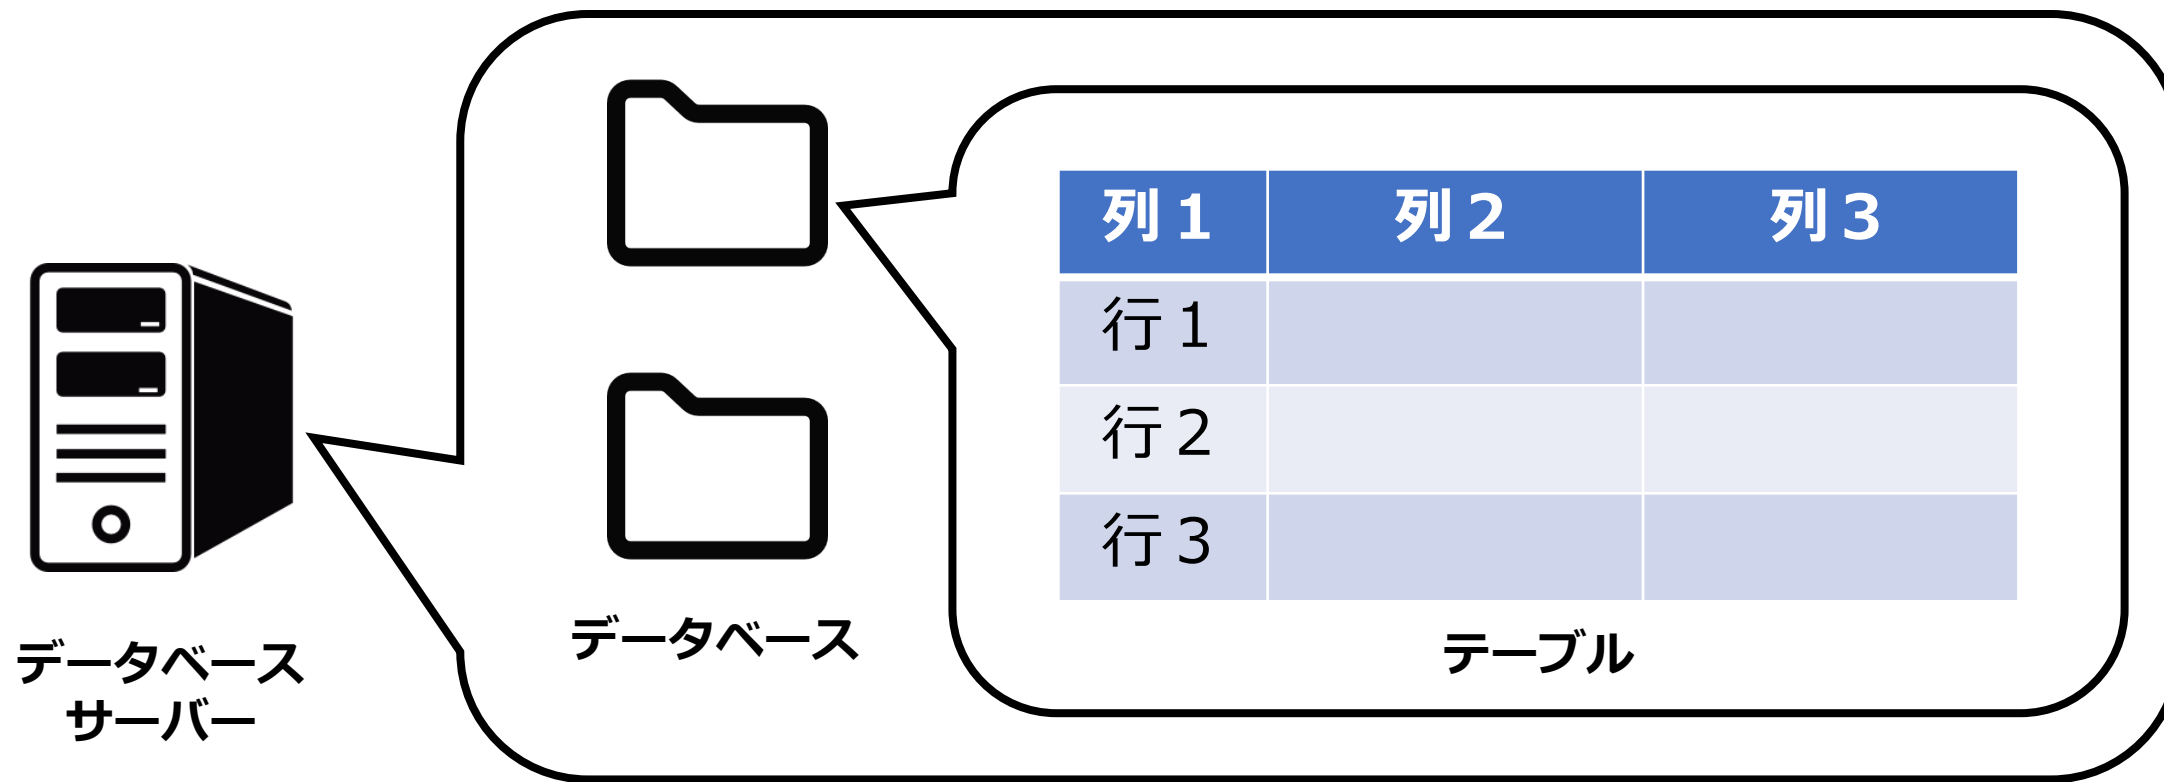 データベース
サーバー
データベース
列1 列2 列3
行1
行2
行3
テーブル